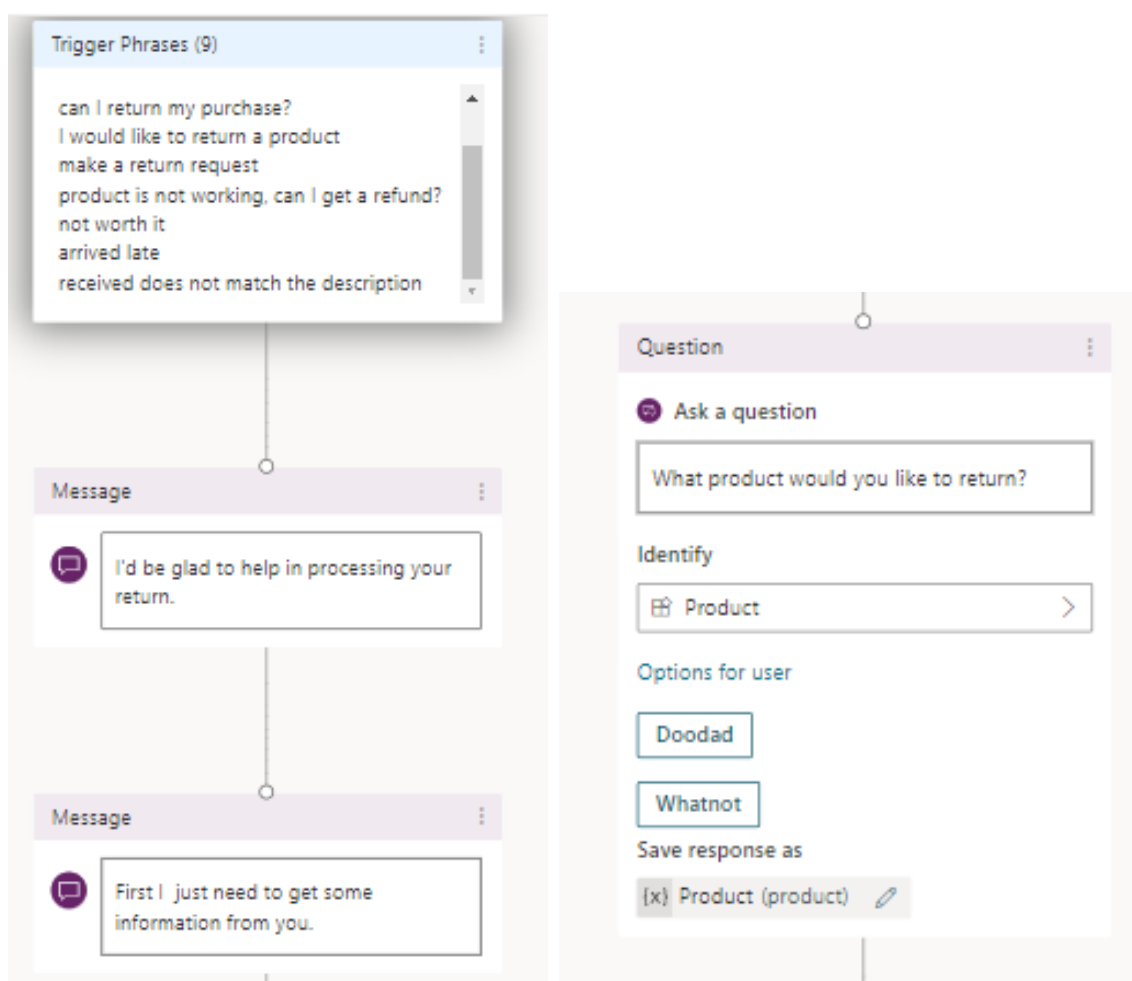 Trigger Phrases (9)
can I return my purchase?
I would like to return a product
make a return request
product is not working, can I get a refund?
not worth it
arrived late
received does not match the description
Message
I'd be glad to help in processing your
return.
Message
First I  just need to get some
information from you.
Question
Ask a question
What product would you like to return?
Identify
Product
Options for user
Doodad
Whatnot
Save response as
{x} Product (product)